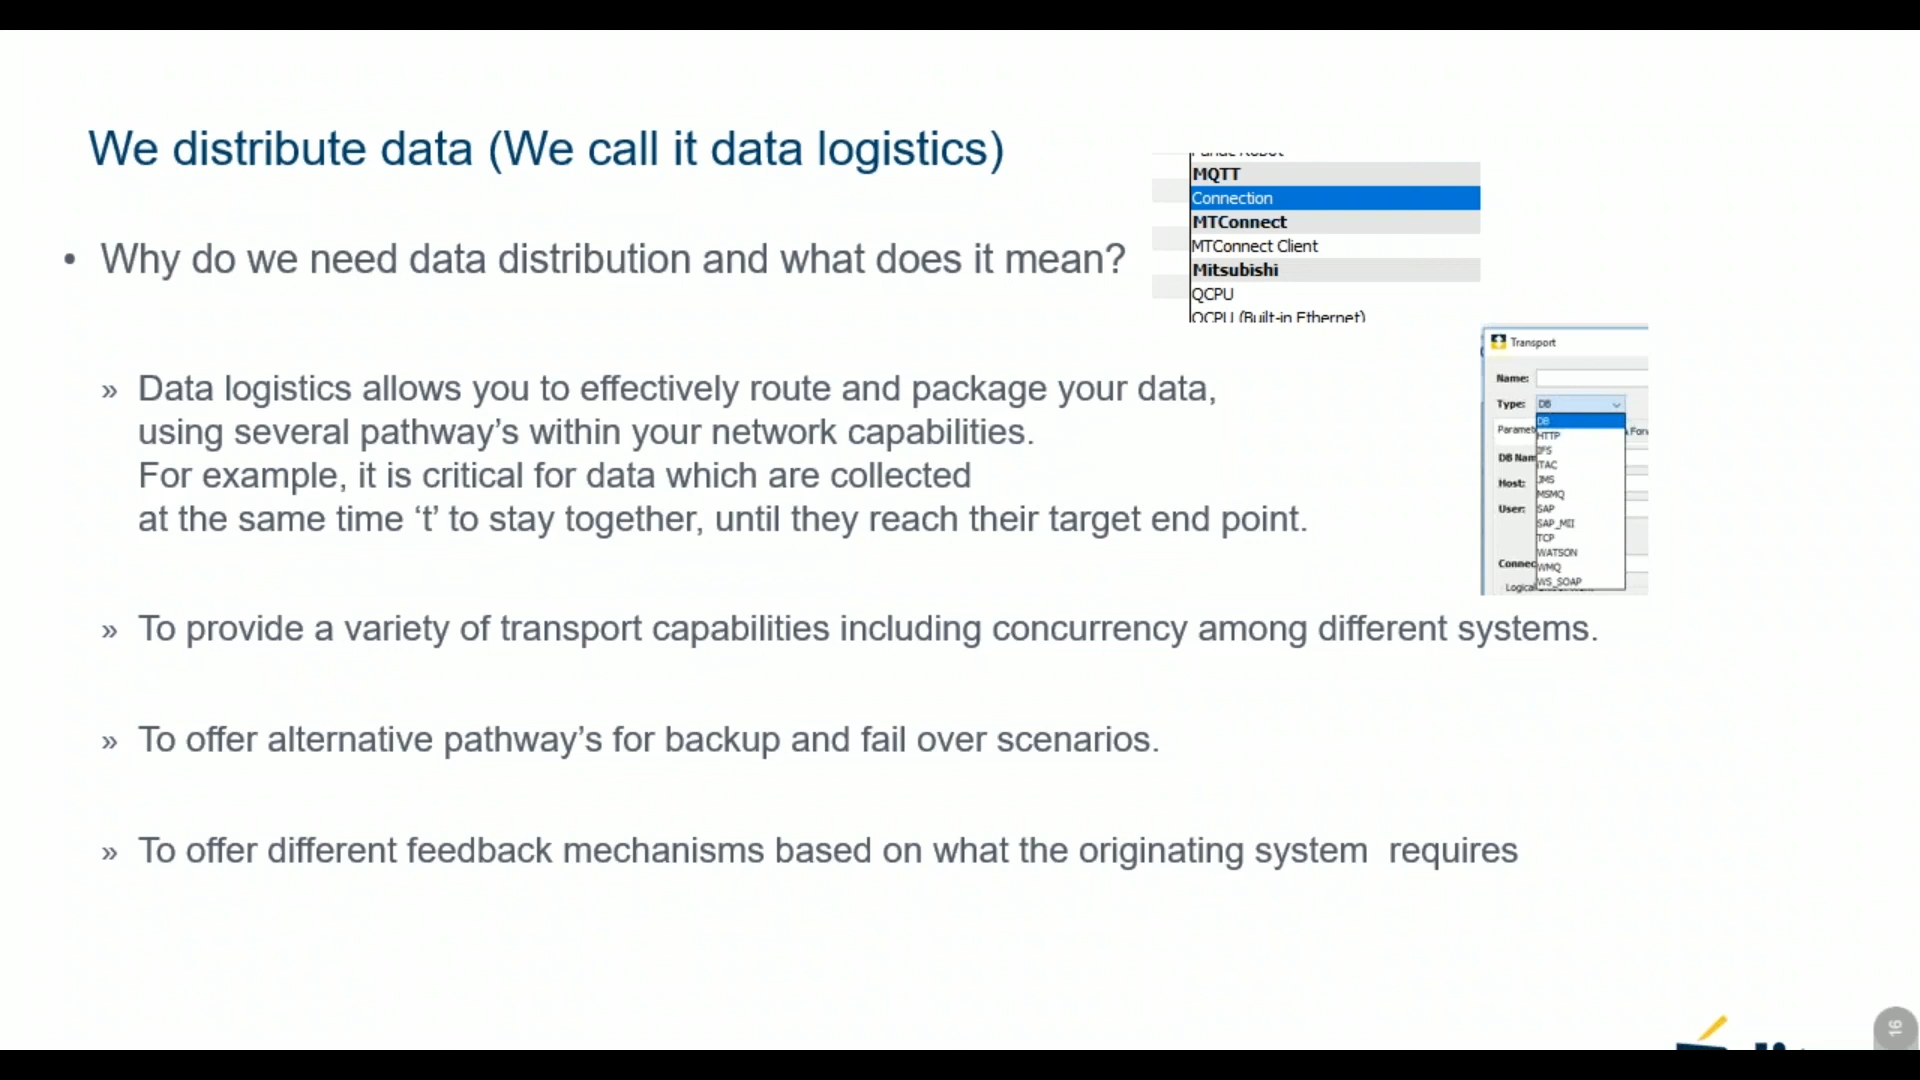 We distribute data (We call it data logistics)
• Why do we need data distribution and what does it mean?
» Data logistics allows you to effectively route and package your data,
using several pathway’s within your network capabilities.
For example, it is critical for data which are collected
at the same time ‘t’ to stay together, until they reach their target end point.
» To provide a variety of transport capabilities including concurrency among different systems.
» To offer alternative pathway’s for backup and fail over scenarios.
» To offer different feedback mechanisms based on what the originating system requires
MQTT
Connection
MTConnect
MTConnect Client
Mitsubishi
QCPU
QCPU (Built-in Ethernet)
Transport
Name:
Type: DB
DB
HTTP
IFS
ITAC
JMS
MSMQ
SAP
SAP_MII
TCP
WATSON
WMQ
WS_SOAP
Host:
User:
16